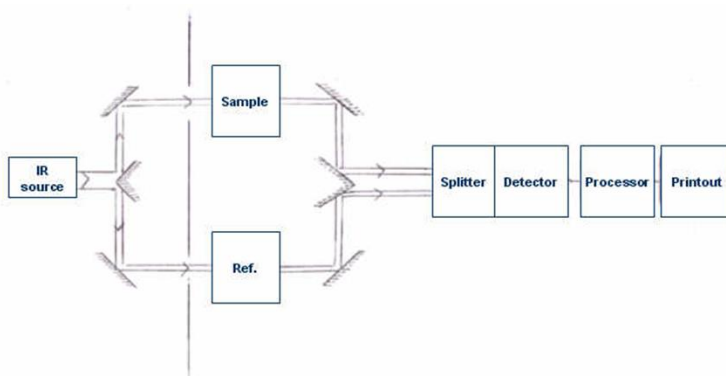 Sample
IR
source
Splitter
Detector
Processor
Printout
Ref.